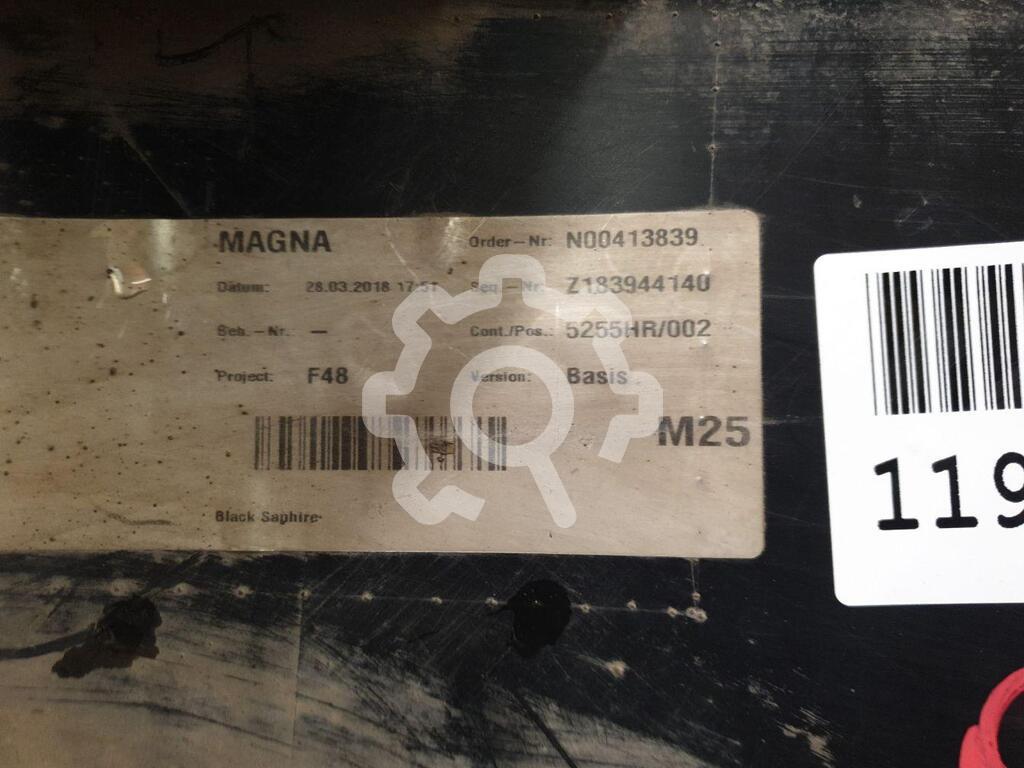 MAGNA Order-Nr: N00413839
Datum: 28.03.2018 17:51 Seq.-Nr: Z183944140
Seh.-Nr. – Cont./Pos.: 5255HR/002
Project: F48 Version: Basis
M25
Black Saphire
119